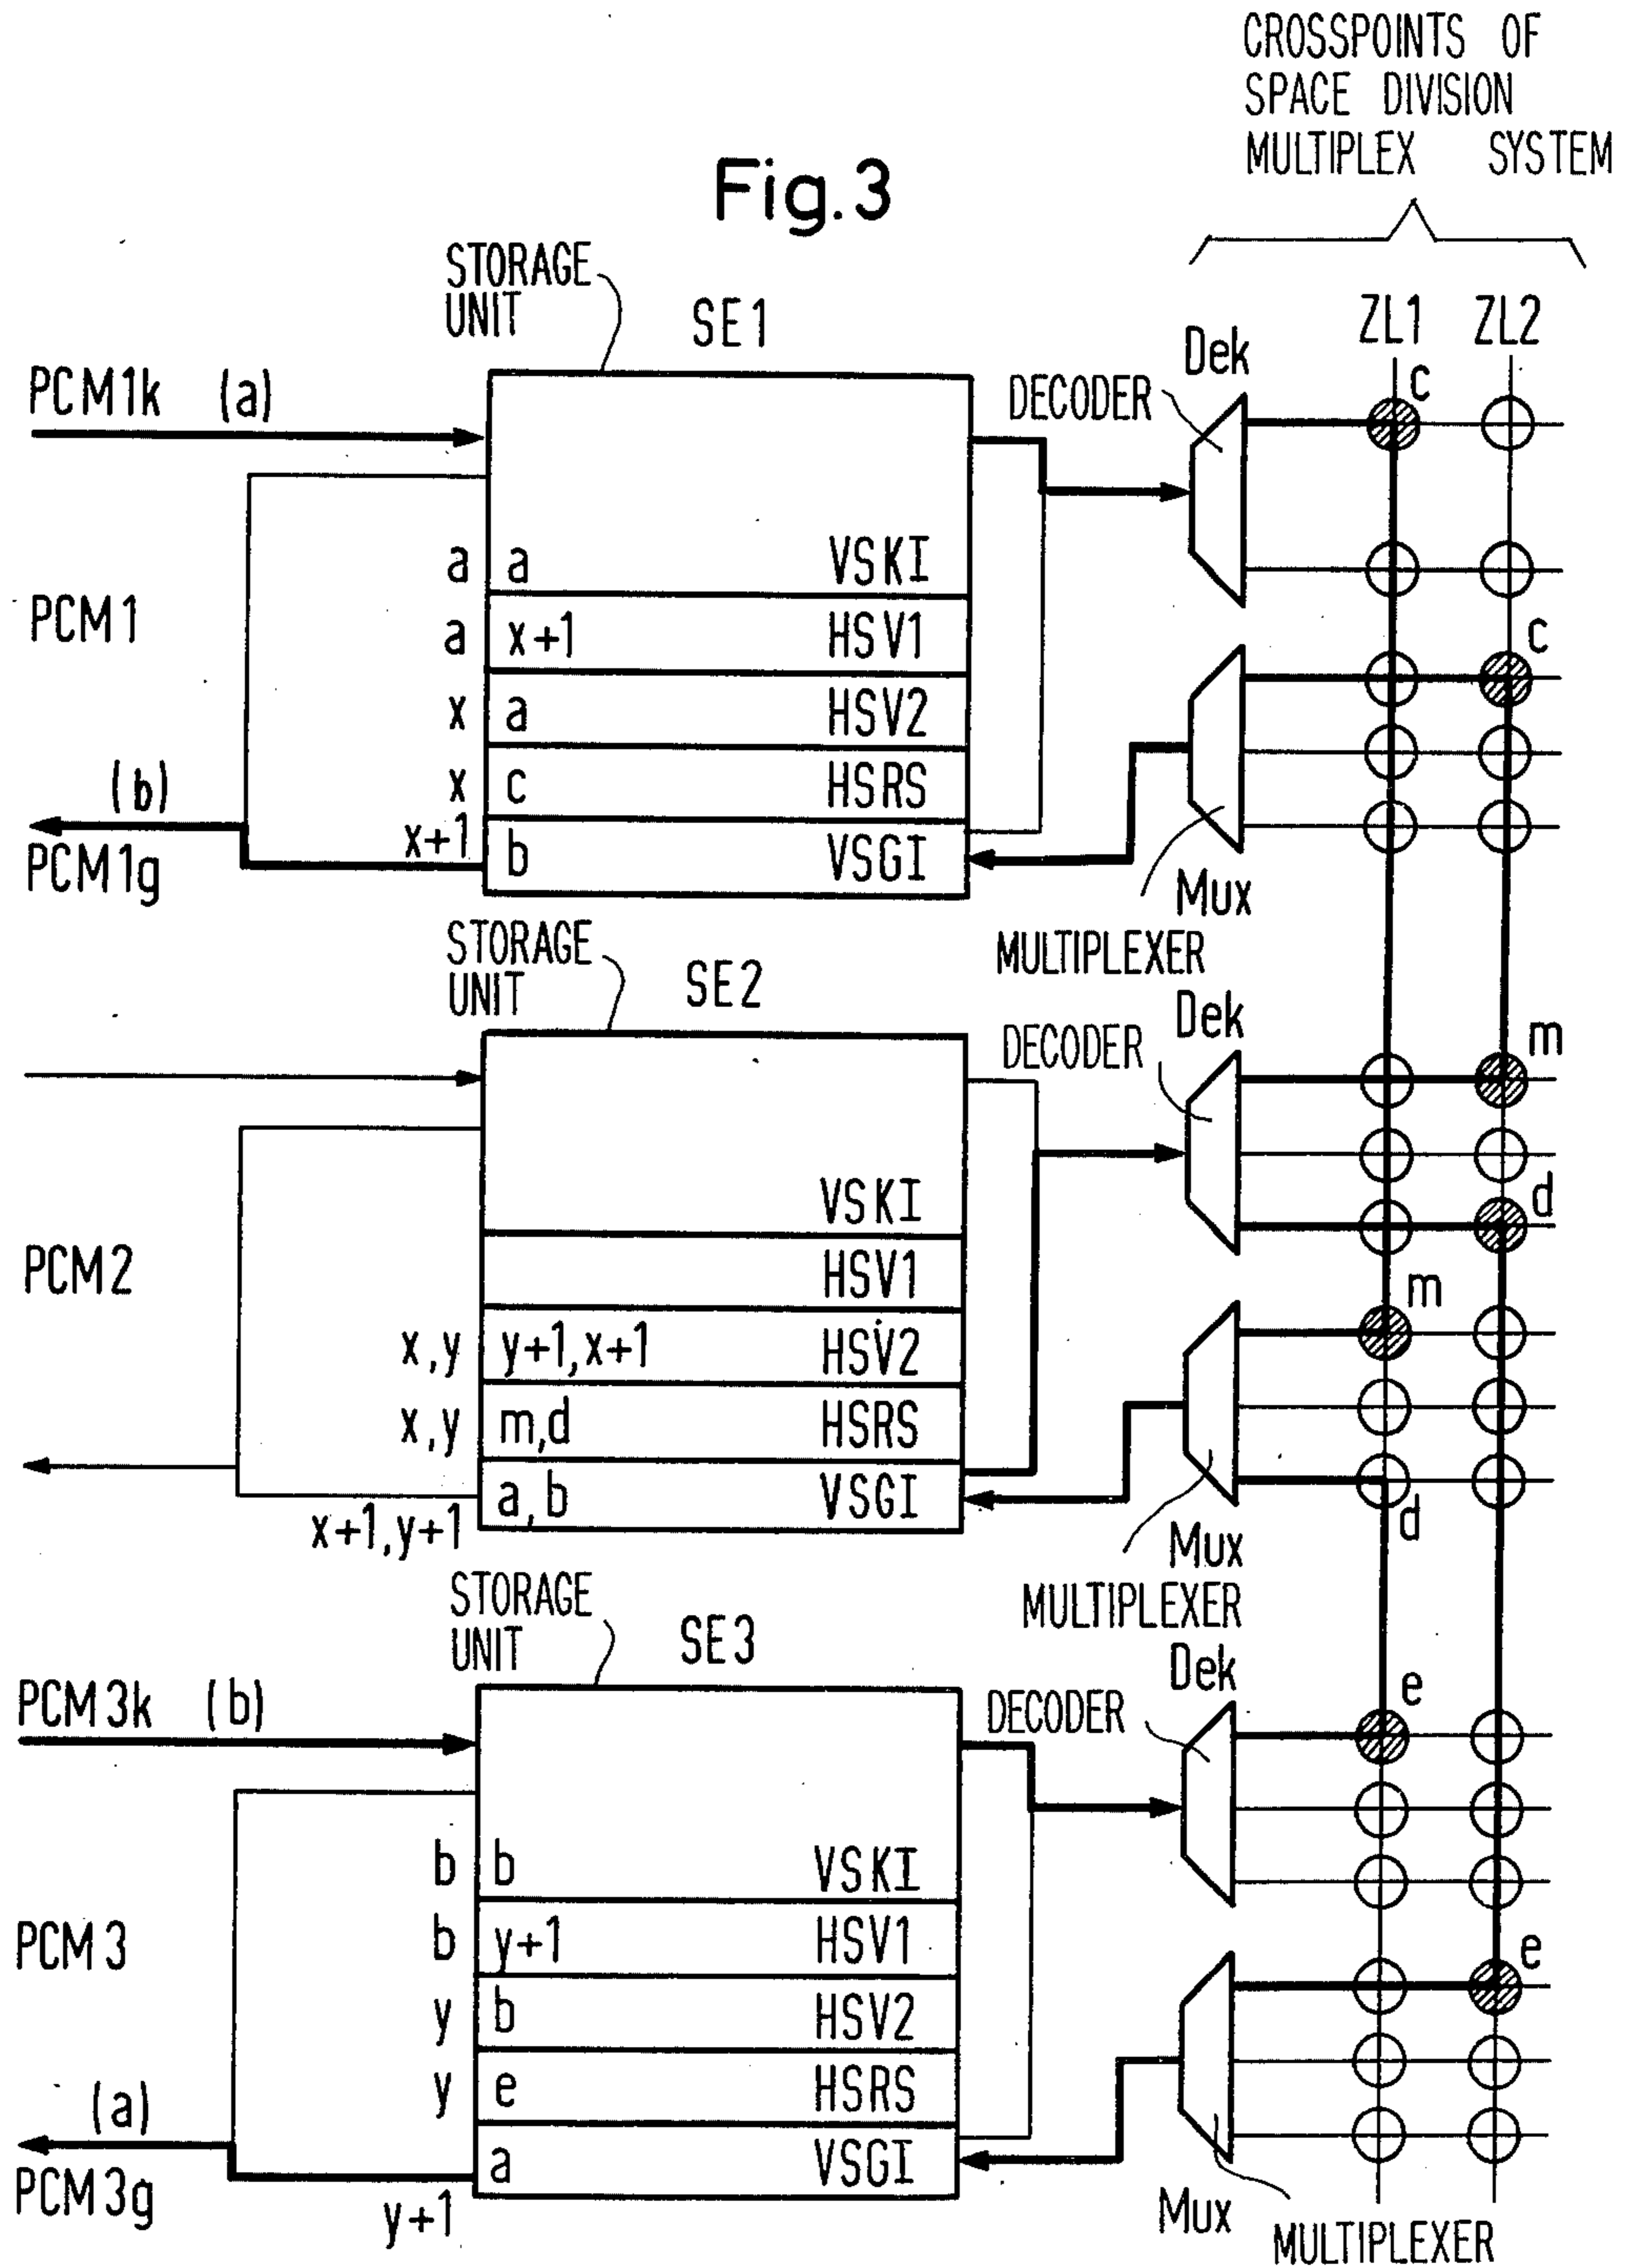 CROSSPOINTS OF
SPACE DIVISION
MULTIPLEX SYSTEM
Fig.3
STORAGE
UNIT
SE1
ZL1 ZL2
Dek
DECODER
c
PCM1k (a)
a a VSKI
PCM1
a x+1 HSV1
c
x a HSV2
x c HSRS
(b)
x+1 b VSGI
PCM1g
Mux
MULTIPLEXER
STORAGE
UNIT
SE2
Dek
DECODER
m
VSKI
d
PCM2
HSV1
m
x,y y+1,x+1 HSV2
x,y m,d HSRS
a,b VSGI
x+1,y+1
d
Mux
MULTIPLEXER
STORAGE
UNIT
SE3
Dek
DECODER
e
PCM3k (b)
b b VSKI
PCM3
b y+1 HSV1
e
y b HSV2
y e HSRS
(a)
a VSGI
PCM3g
y+1
Mux
MULTIPLEXER